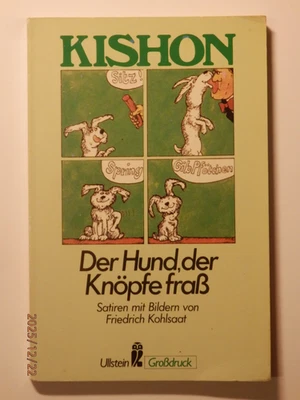 KISHON
Sitz!
Spring
Gib Pfötchen
Der Hund, der
Knöpfe fraß
Satiren mit Bildern von
Friedrich Kohlsaat
Ullstein Großdruck
2025/12/22